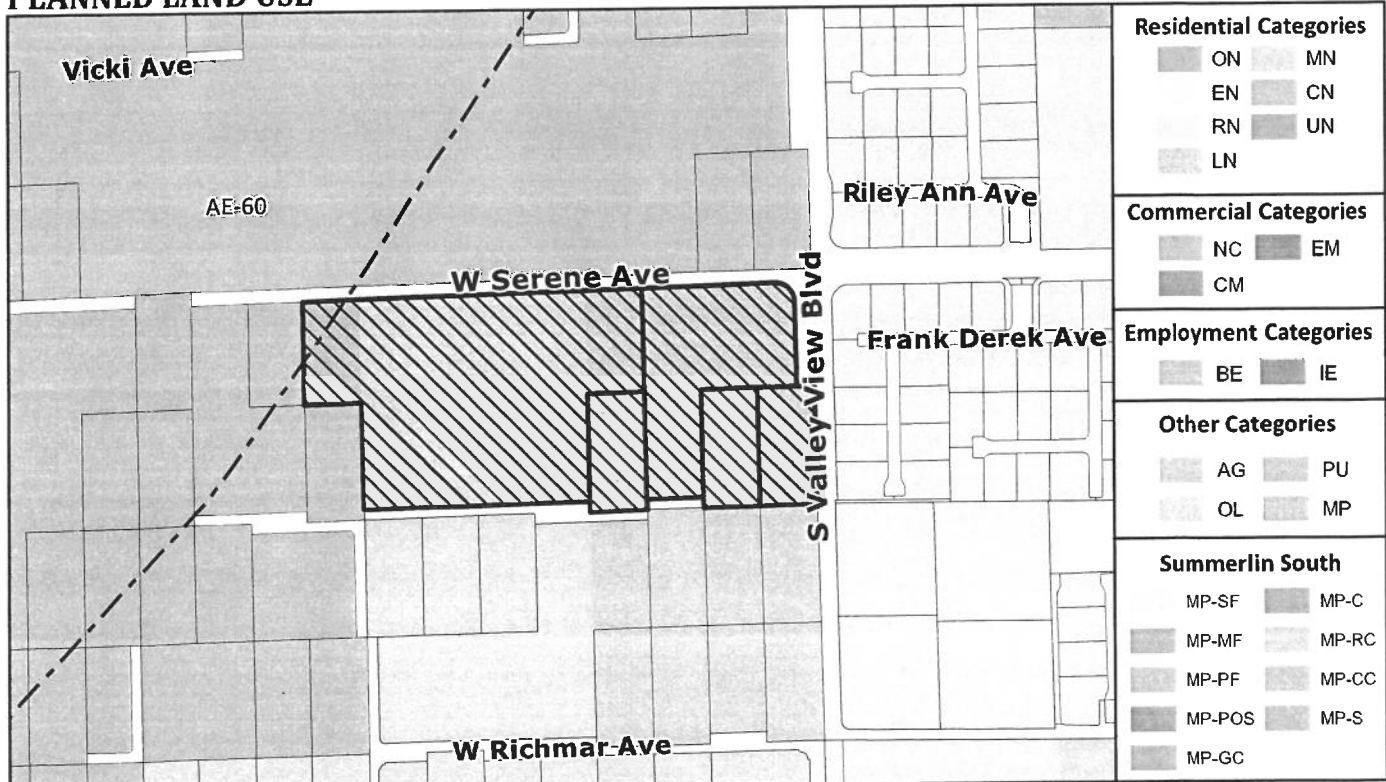 PLANNED LAND USE
Vicki Ave
AE-60
W Serene Ave
Riley Ann Ave
S Valley View Blvd
Frank Derek Ave
W Richmar Ave
Residential Categories
ON MN
EN CN
RN UN
LN
Commercial Categories
NC EM
CM
Employment Categories
BE IE
Other Categories
AG PU
OL MP
Summerlin South
MP-SF MP-C
MP-MF MP-RC
MP-PF MP-CC
MP-POS MP-S
MP-GC